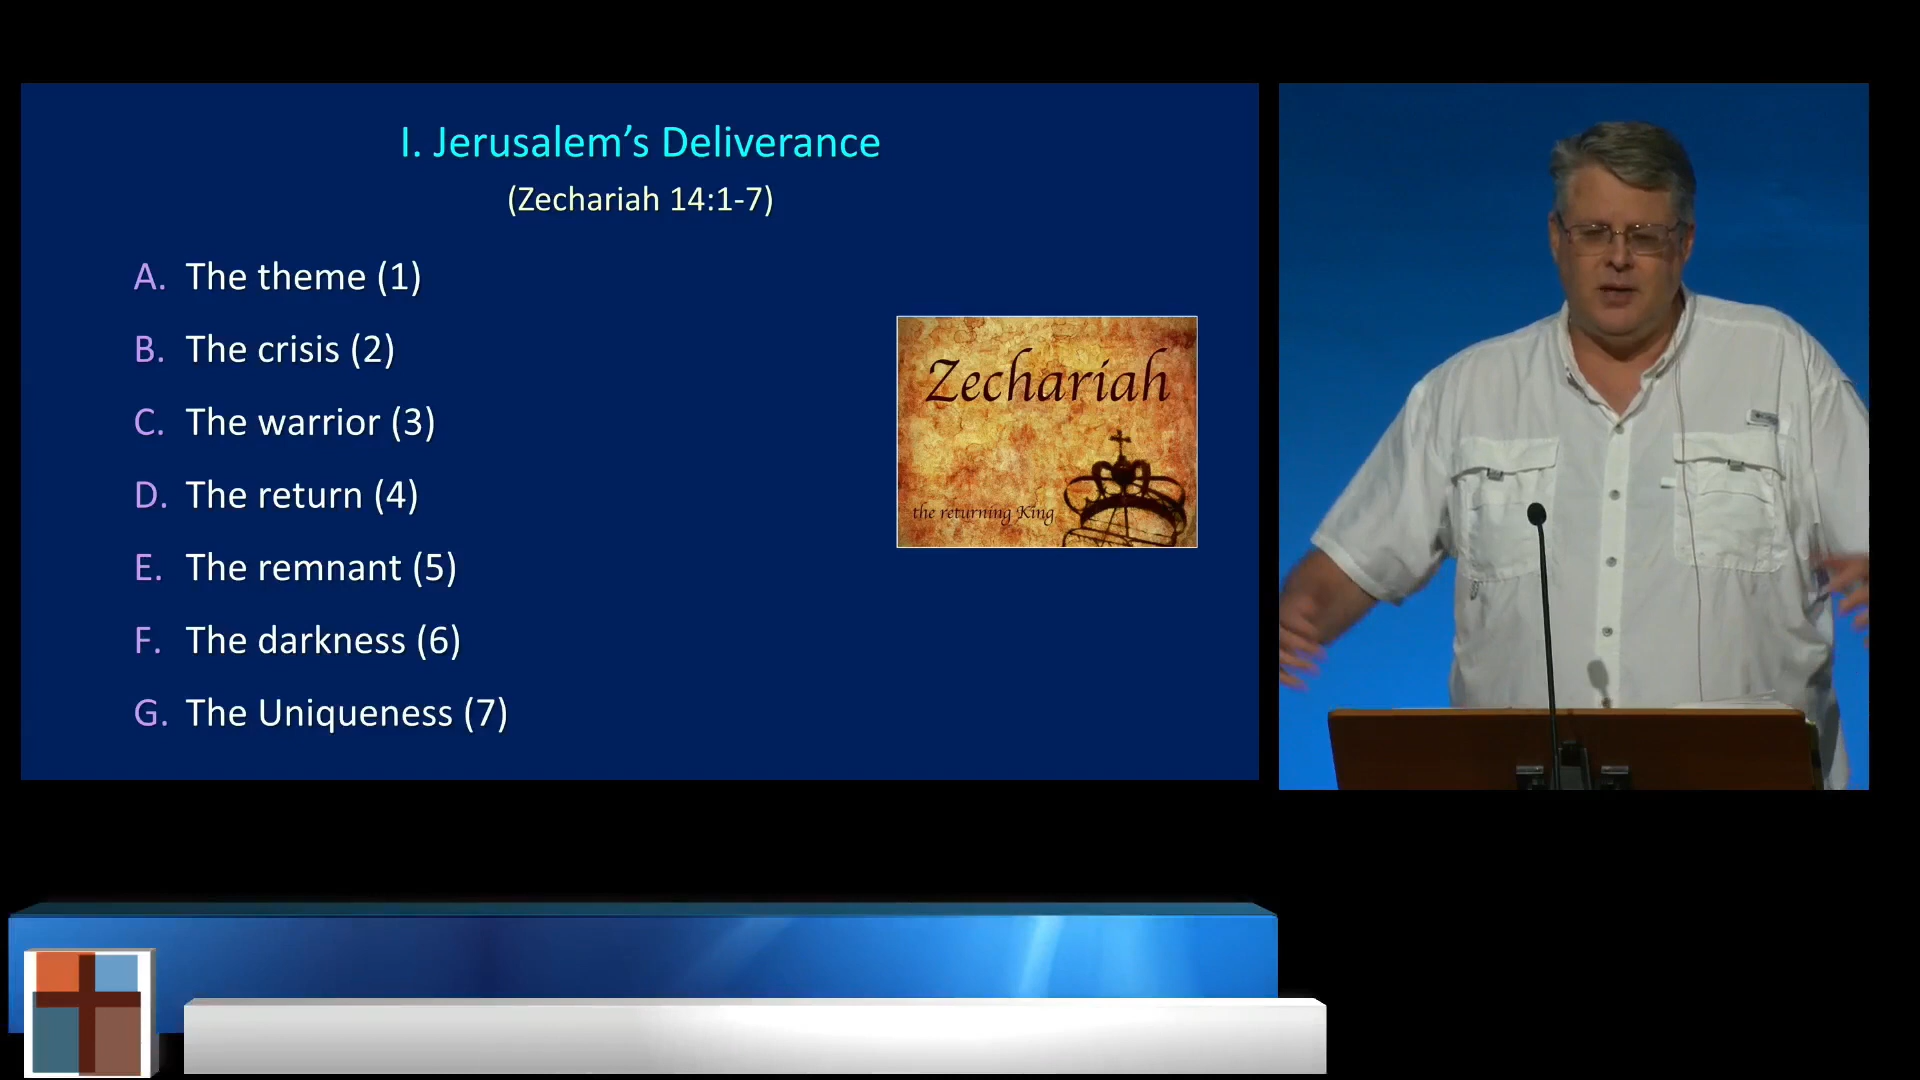 I. Jerusalem’s Deliverance
(Zechariah 14:1-7)
A. The theme (1)
B. The crisis (2)
C. The warrior (3)
D. The return (4)
E. The remnant (5)
F. The darkness (6)
G. The Uniqueness (7)
Zechariah
the returning King